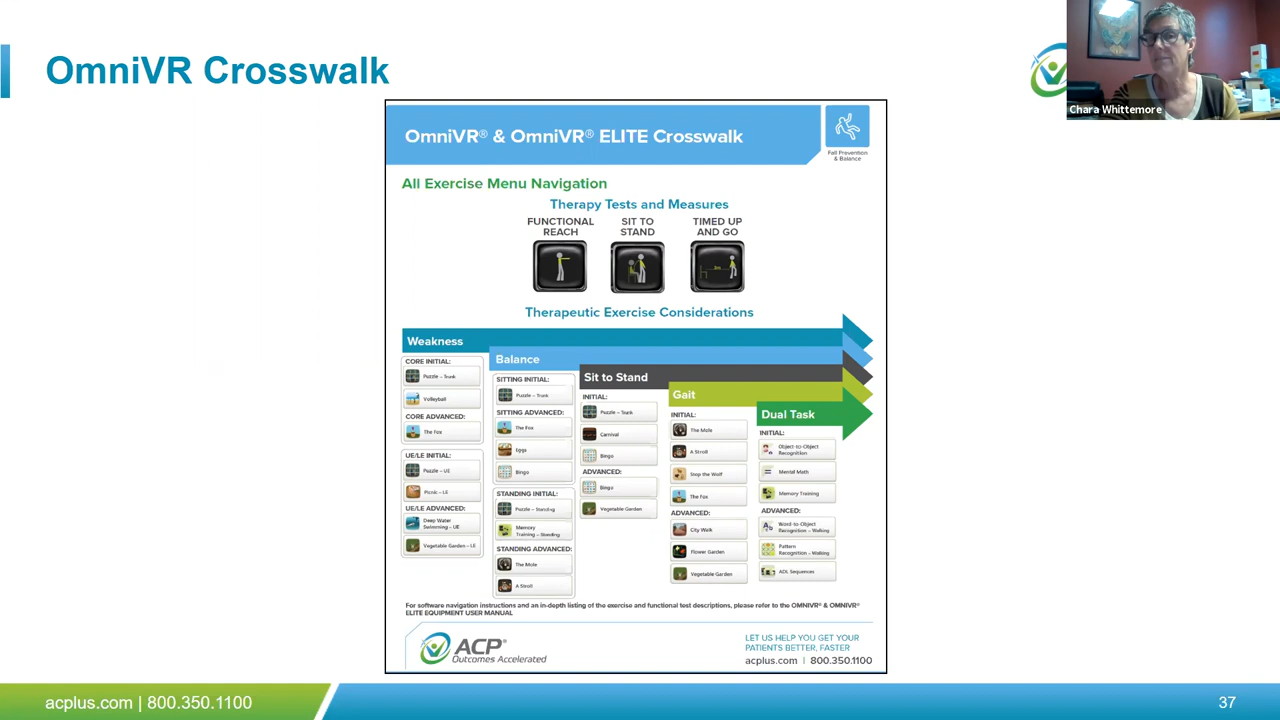 OmniVR Crosswalk
Chara Whittemore
OmniVR® & OmniVR® ELITE Crosswalk
Fall Prevention
& Balance
All Exercise Menu Navigation
Therapy Tests and Measures
FUNCTIONAL
REACH
SIT TO
STAND
TIMED UP
AND GO
Therapeutic Exercise Considerations
Weakness
CORE INITIAL:
Puzzle – Trunk
Volleyball
CORE ADVANCED:
The Fox
UE/LE INITIAL:
Puzzle – UE
Picnic – LE
UE/LE ADVANCED:
Deep Water
Swimming – UE
Vegetable Garden – LE
Balance
SITTING INITIAL:
Puzzle – Trunk
SITTING ADVANCED:
The Fox
Eggs
Bingo
STANDING INITIAL:
Puzzle – Standing
Memory
Training – Standing
STANDING ADVANCED:
The Mole
A Stroll
Sit to Stand
INITIAL:
Puzzle – Trunk
Carnival
Bingo
ADVANCED:
Bingo
Vegetable Garden
Gait
INITIAL:
The Mole
A Stroll
Stop the Wolf
The Fox
ADVANCED:
City Walk
Flower Garden
Vegetable Garden
Dual Task
INITIAL:
Object-to-Object
Recognition
Mental Math
Memory Training
ADVANCED:
Word-to-Object
Recognition – Walking
Pattern
Recognition – Walking
ADL Sequences
For software navigation instructions and an in-depth listing of the exercise and functional test descriptions, please refer to the OMNIVR® & OMNIVR®
ELITE EQUIPMENT USER MANUAL
ACP®
Outcomes Accelerated
LET US HELP YOU GET YOUR
PATIENTS BETTER, FASTER
acplus.com | 800.350.1100
acplus.com | 800.350.1100
37